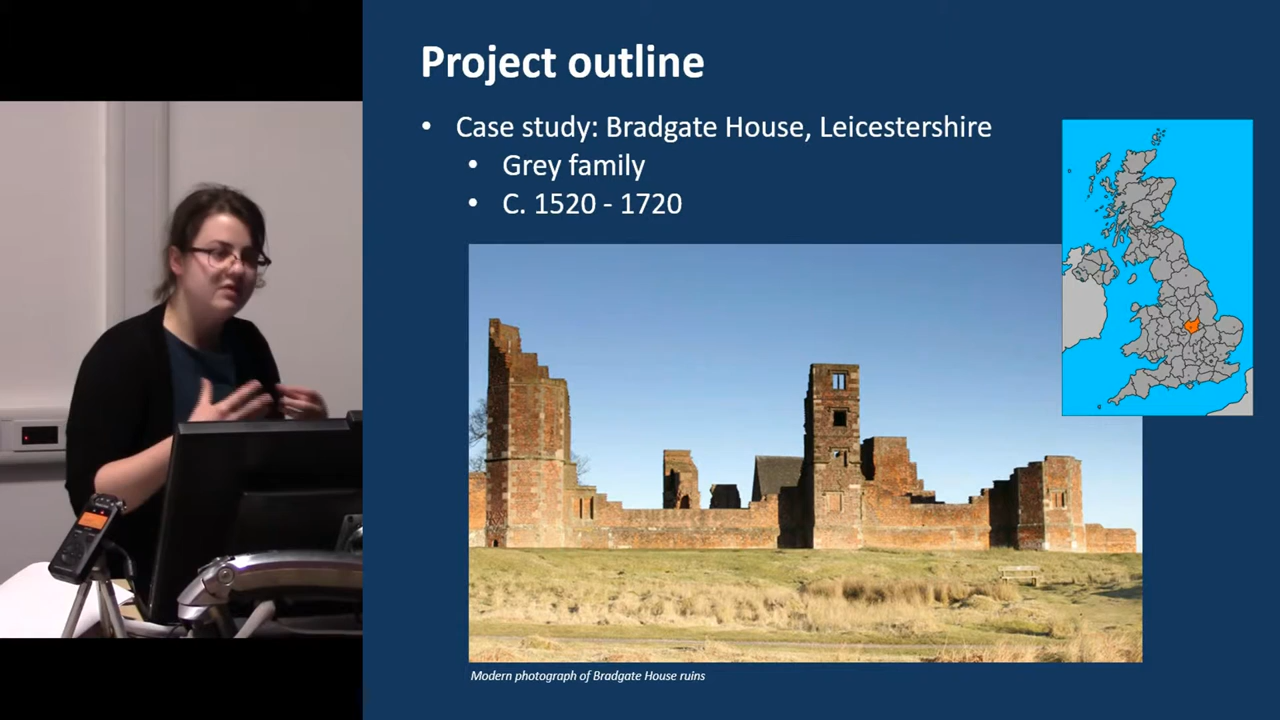 Project outline
• Case study: Bradgate House, Leicestershire
• Grey family
• C. 1520 - 1720
Modern photograph of Bradgate House ruins